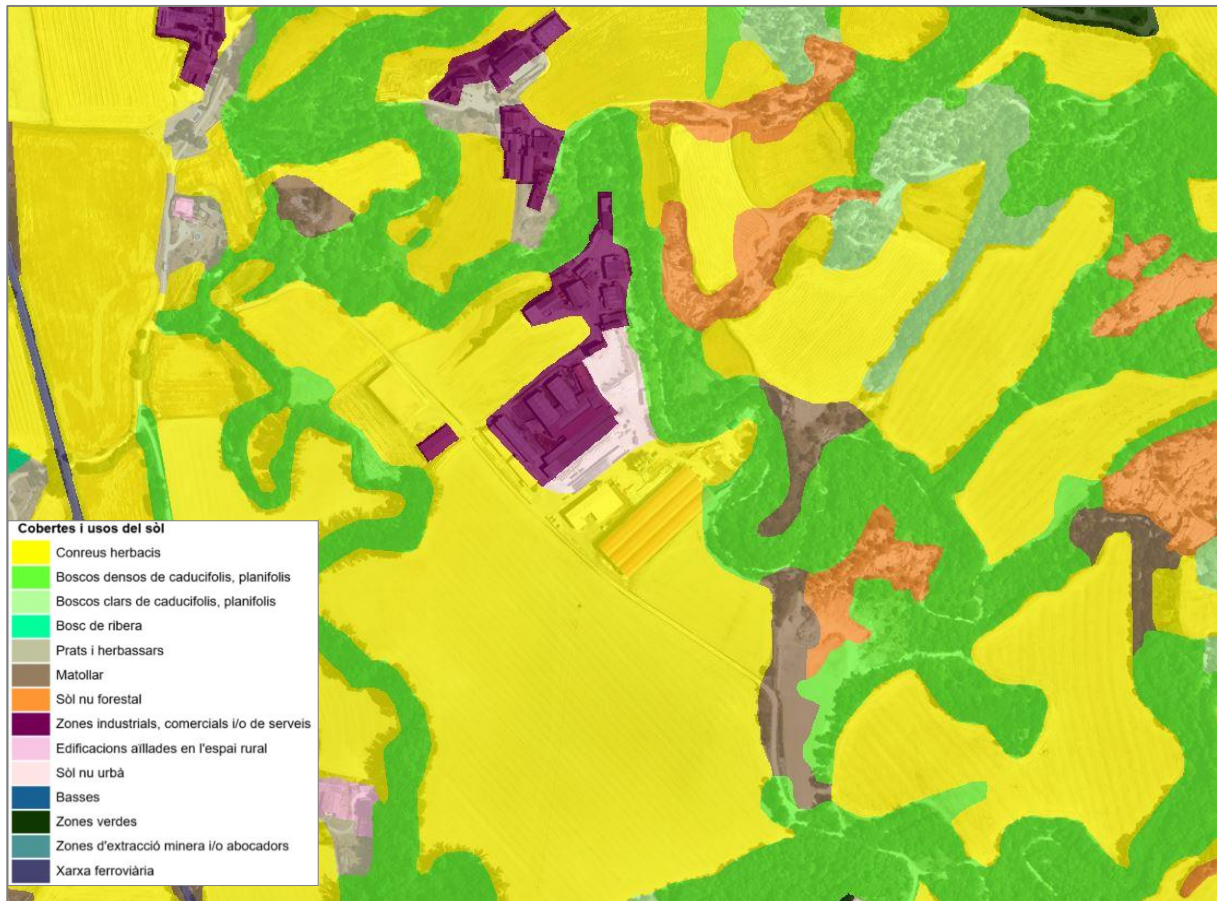 Cobertes i usos del sòl
Conreus herbacis
Boscos densos de caducifolis, planifolis
Boscos clars de caducifolis, planifolis
Bosc de ribera
Prats i herbassars
Matollar
Sòl nu forestal
Zones industrials, comercials i/o de serveis
Edificacions aïllades en l'espai rural
Sòl nu urbà
Basses
Zones verdes
Zones d'extracció minera i/o abocadors
Xarxa ferroviària